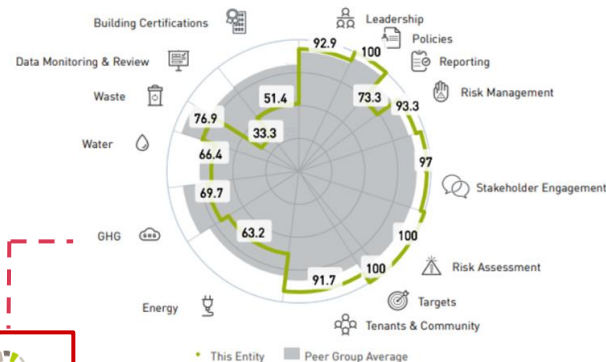 Building Certifications
Leadership
Policies
Data Monitoring & Review
Reporting
Waste
Risk Management
Water
Stakeholder Engagement
GHG
Risk Assessment
Energy
Targets
Tenants & Community
92.9
100
73.3
93.3
97
100
100
91.7
63.2
69.7
66.4
76.9
33.3
51.4
This Entity
Peer Group Average